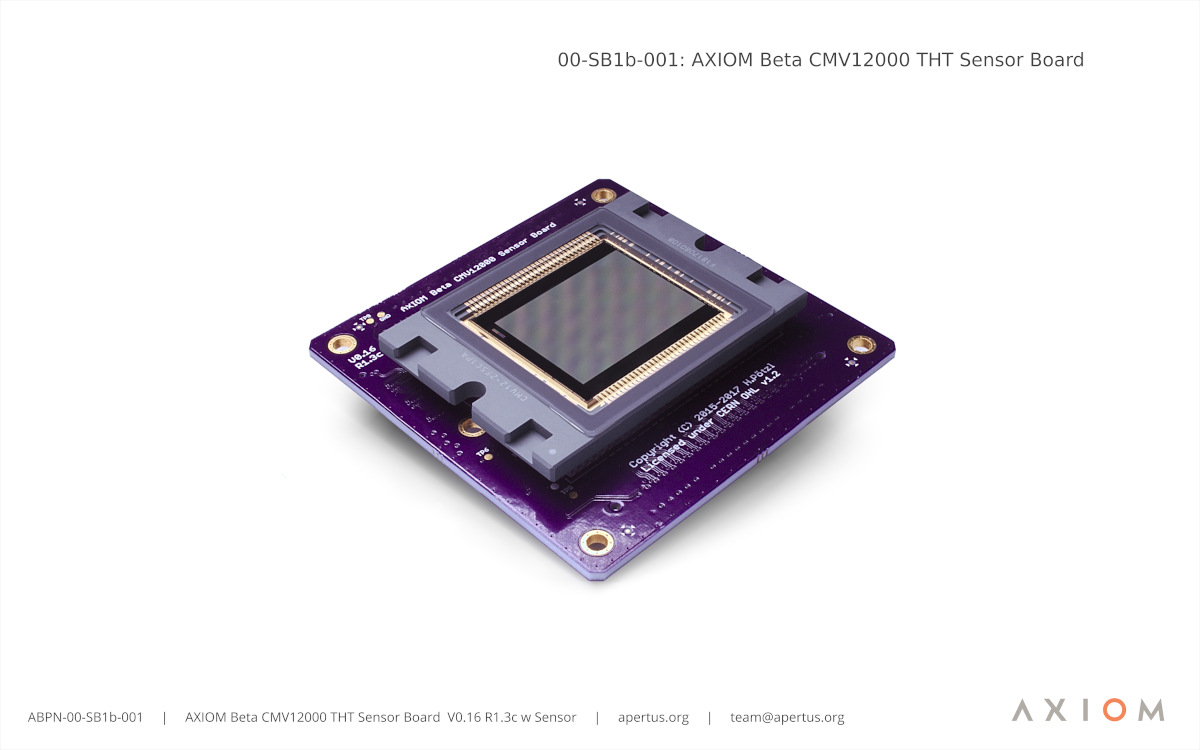 00-SB1b-001: AXIOM Beta CMV12000 THT Sensor Board
AXIOM Beta CMV12000 Sensor Board
TP8
V0.16
R1.3c
TP6
Copyright (C) 2015-2017 H.Pötzl
Licensed under CERN OHL v1.2
ABPN-00-SB1b-001 | AXIOM Beta CMV12000 THT Sensor Board V0.16 R1.3c w Sensor | apertus.org | team@apertus.org
AXIOM